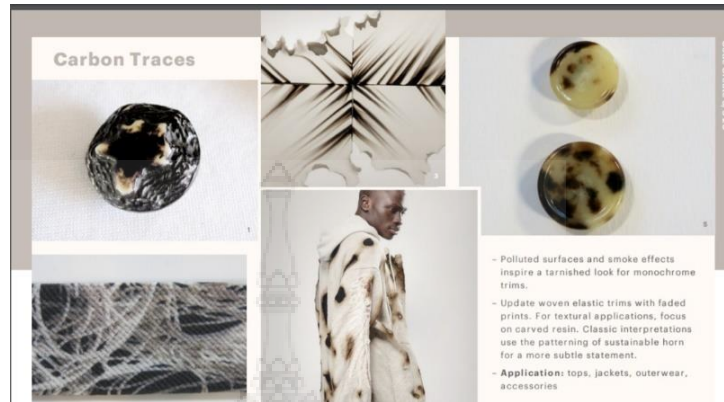 Carbon Traces
1
5
– Polluted surfaces and smoke effects
inspire a tarnished look for monochrome
trims.
– Update woven elastic trims with faded
prints. For textural applications, focus
on carved resin. Classic interpretations
use the patterning of sustainable horn
for a more subtle statement.
– Application: tops, jackets, outerwear,
accessories